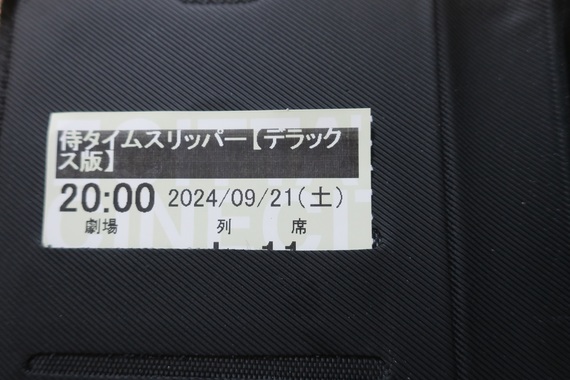 侍タイムスリッパー【デラック
ス版】
20:00 2024/09/21(土)
劇場 列 席